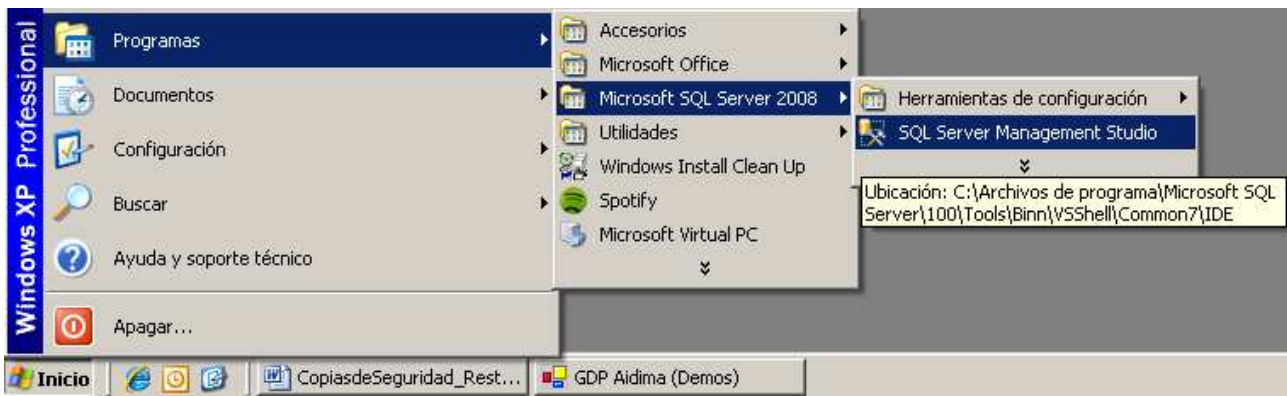 Windows XP Professional
Programas
Documentos
Configuración
Buscar
Ayuda y soporte técnico
Apagar...
Accesorios
Microsoft Office
Microsoft SQL Server 2008
Utilidades
Windows Install Clean Up
Spotify
Microsoft Virtual PC
Herramientas de configuración
SQL Server Management Studio
Ubicación: C:\Archivos de programa\Microsoft SQL
Server\100\Tools\Binn\VSShell\Common7\IDE
Inicio
CopiasdeSeguridad_Rest...
GDP Aidima (Demos)